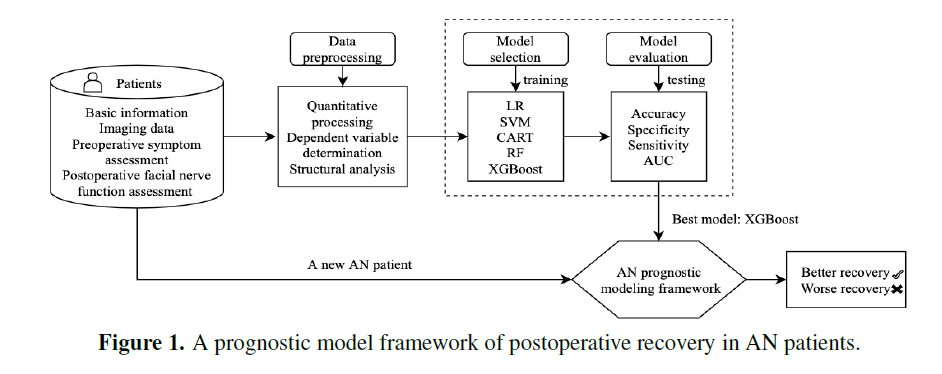 Data
preprocessing
Model
selection
Model
evaluation
training
testing
Patients
Basic information
Imaging data
Preoperative symptom
assessment
Postoperative facial nerve
function assessment
Quantitative
processing
Dependent variable
determination
Structural analysis
LR
SVM
CART
RF
XGBoost
Accuracy
Specificity
Sensitivity
AUC
Best model: XGBoost
A new AN patient
AN prognostic
modeling framework
Better recovery
Worse recovery
Figure 1. A prognostic model framework of postoperative recovery in AN patients.